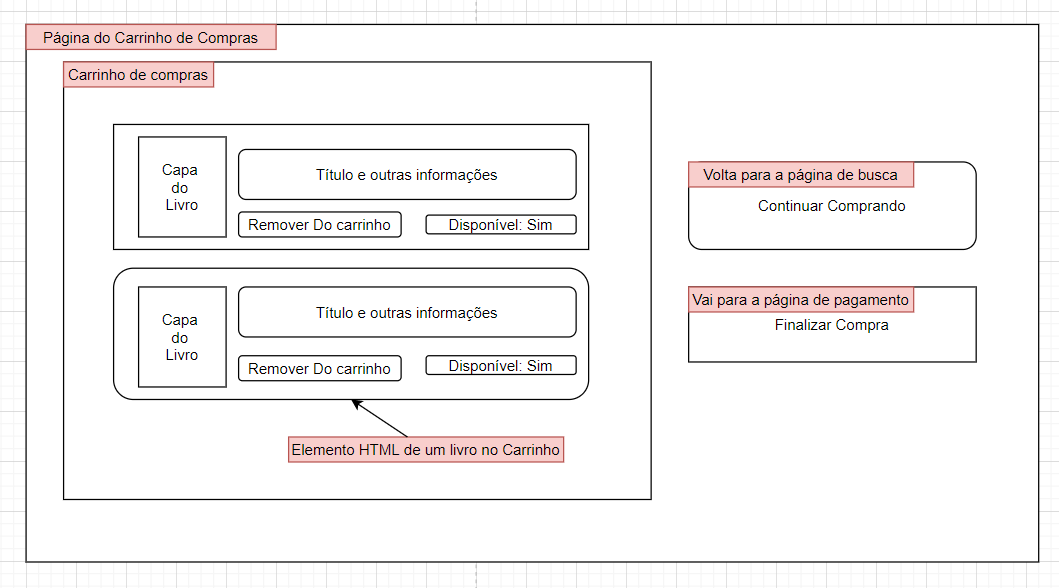 Página do Carrinho de Compras
Carrinho de compras
Capa
do
Livro
Título e outras informações
Remover Do carrinho
Disponível: Sim
Capa
do
Livro
Título e outras informações
Remover Do carrinho
Disponível: Sim
Elemento HTML de um livro no Carrinho
Volta para a página de busca
Continuar Comprando
Vai para a página de pagamento
Finalizar Compra